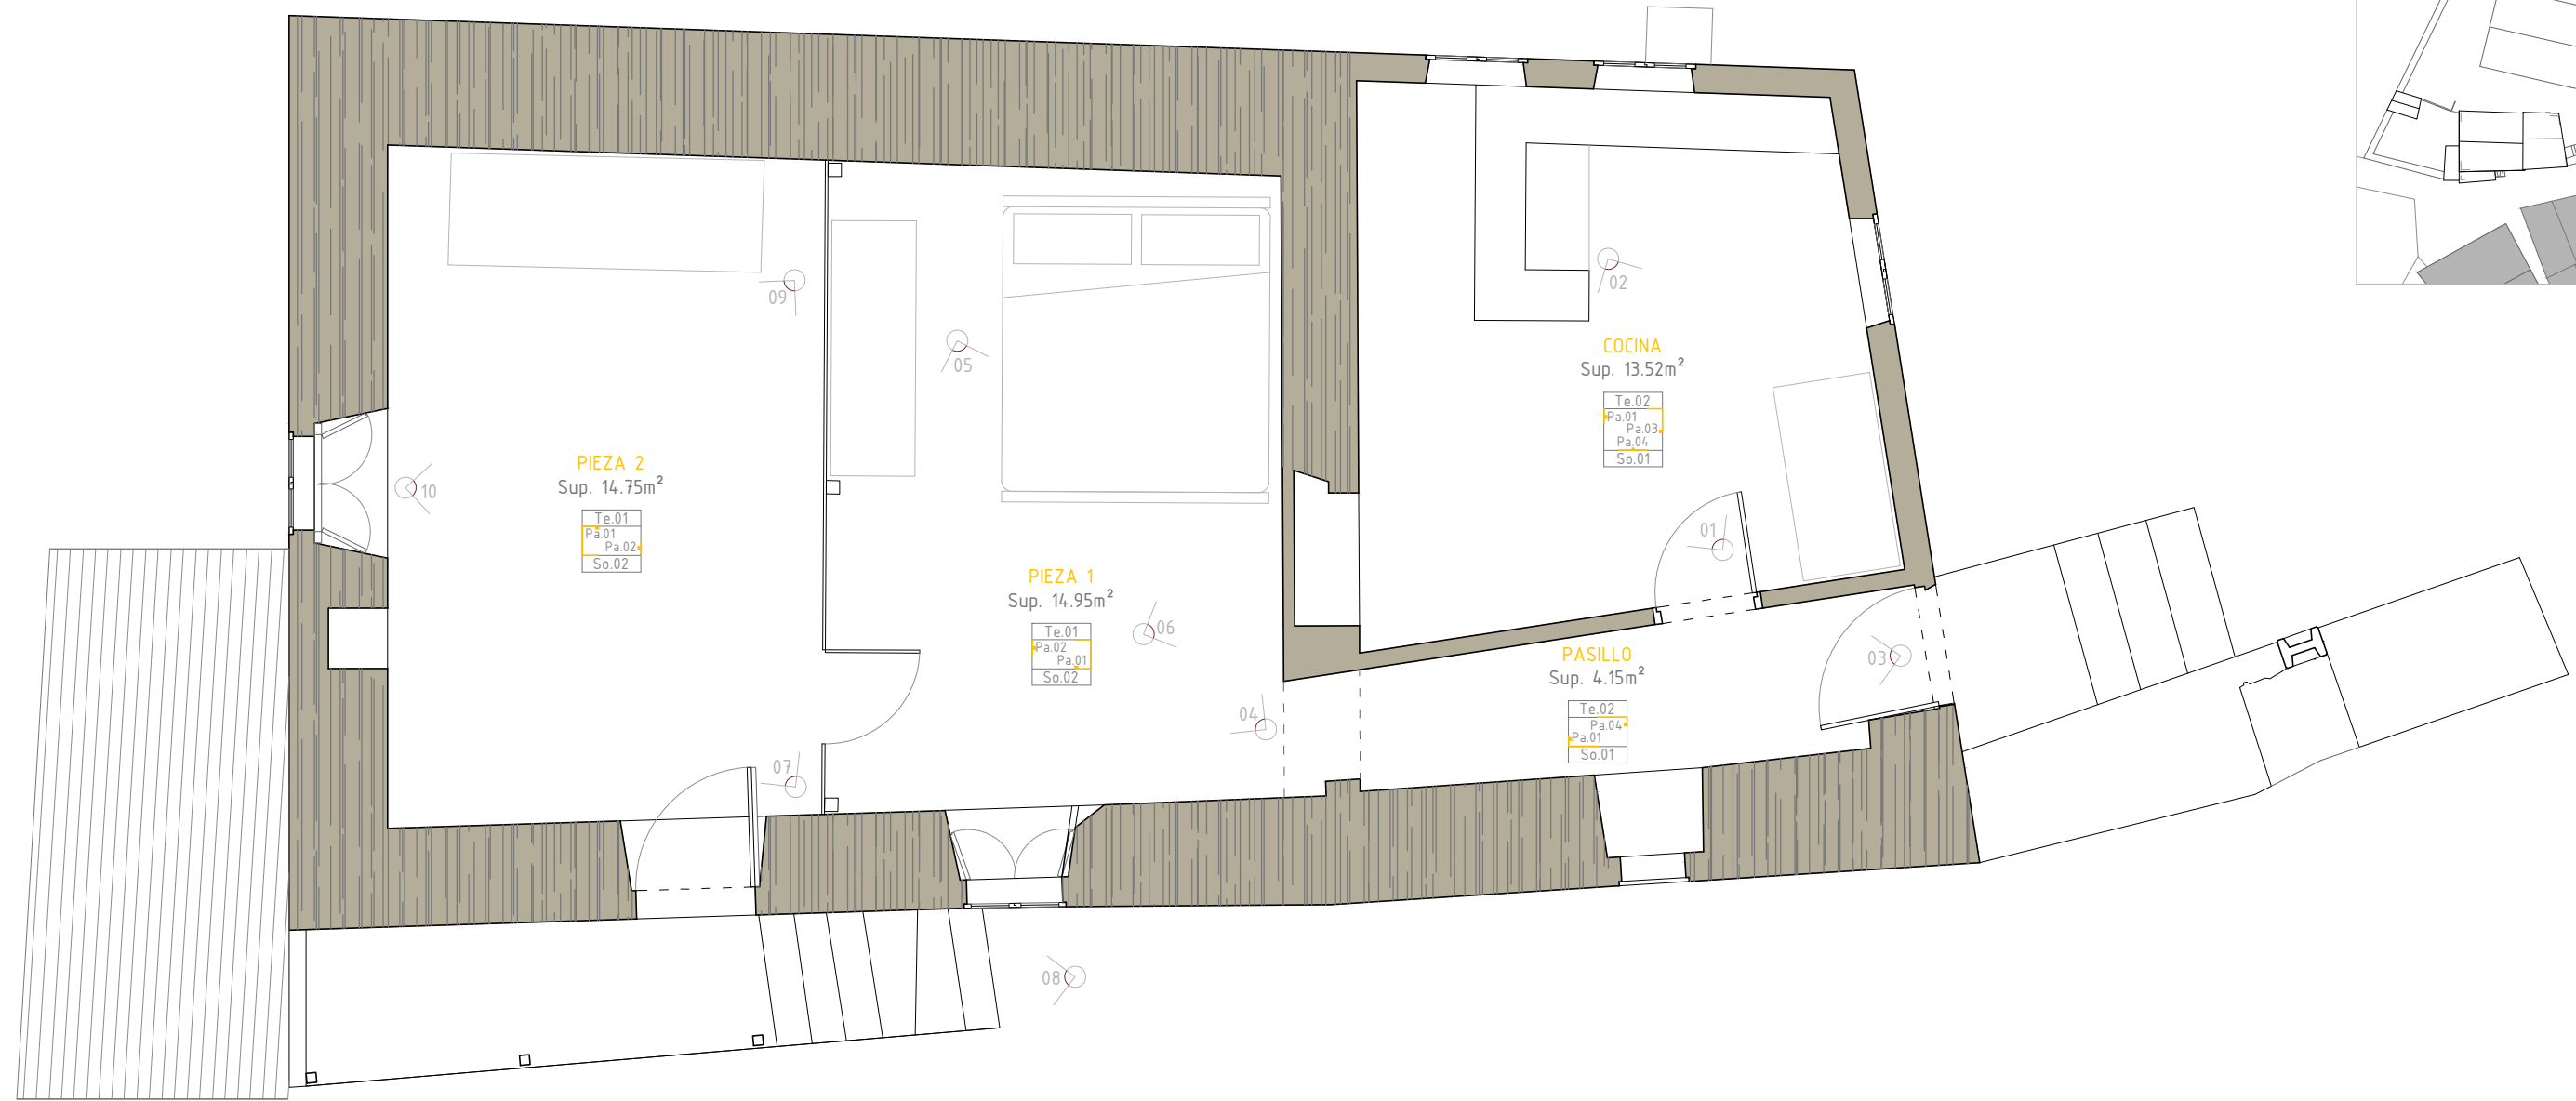 09
05
02
COCINA
Sup. 13.52m²
Te.02
Pa.01
Pa.03
Pa.04
So.01
10
PIEZA 2
Sup. 14.75m²
Te.01
Pa.01
Pa.02
So.02
01
PIEZA 1
Sup. 14.95m²
Te.01
Pa.02
Pa.01
So.02
06
03
PASILLO
Sup. 4.15m²
Te.02
Pa.04
Pa.01
So.01
04
07
08